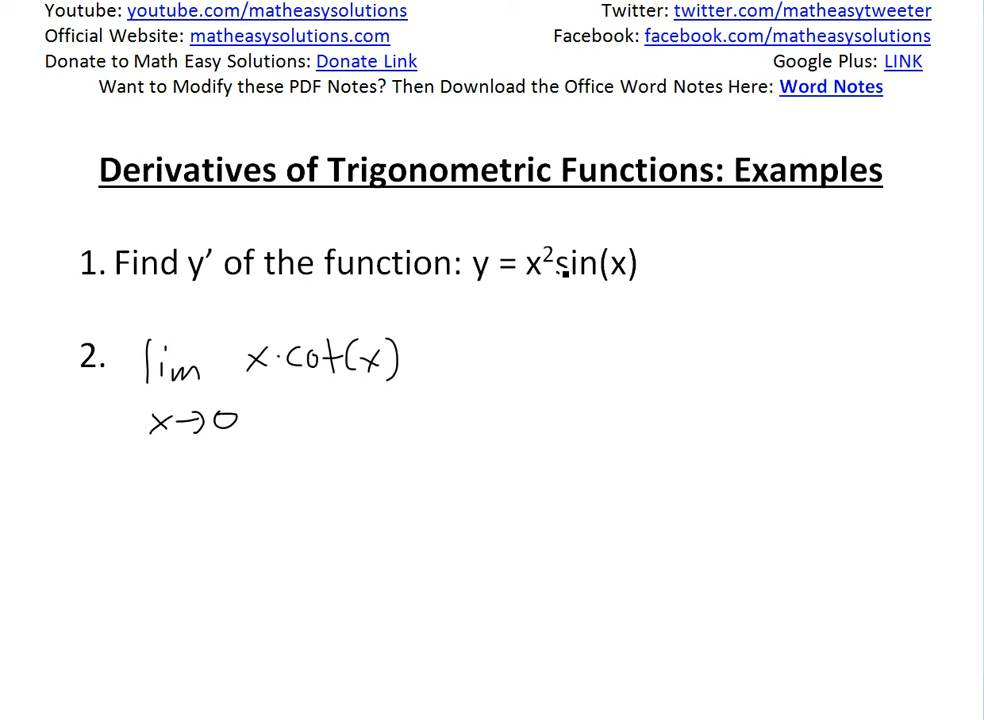 Youtube: youtube.com/matheasysolutions Twitter: twitter.com/matheasytweeter
Official Website: matheasysolutions.com Facebook: facebook.com/matheasysolutions
Donate to Math Easy Solutions: Donate Link Google Plus: LINK
Want to Modify these PDF Notes? Then Download the Office Word Notes Here: Word Notes
Derivatives of Trigonometric Functions: Examples
1. Find y’ of the function: y = x²sin(x)
2. lim x·cot(x)
x→0